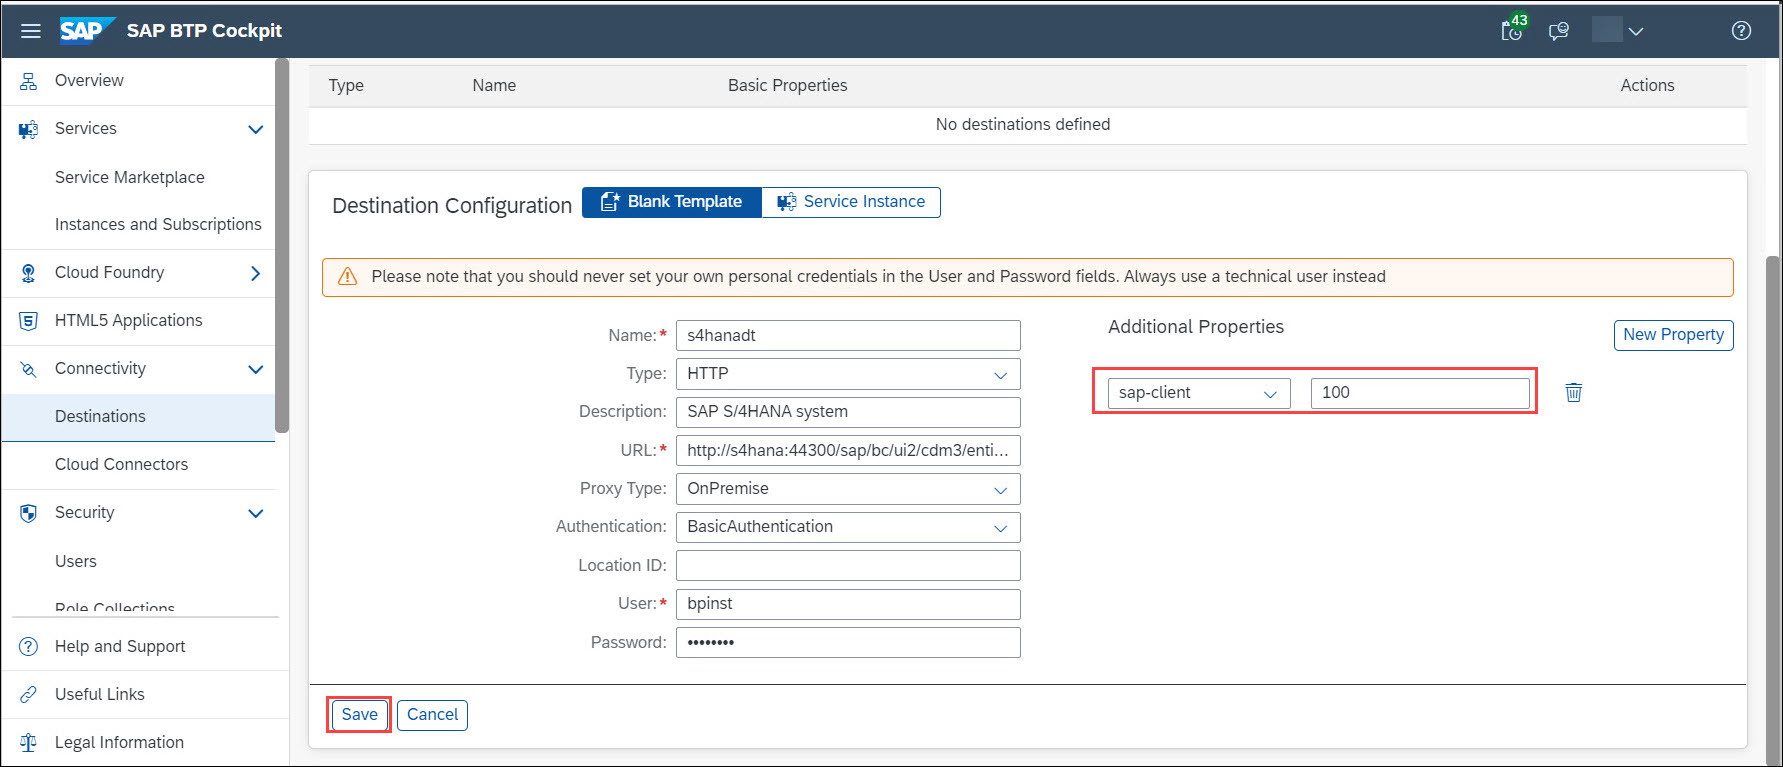 SAP SAP BTP Cockpit 43
Overview
Services
Service Marketplace
Instances and Subscriptions
Cloud Foundry
HTML5 Applications
Connectivity
Destinations
Cloud Connectors
Security
Users
Role Collections
Help and Support
Useful Links
Legal Information
Type Name Basic Properties Actions
No destinations defined
Destination Configuration Blank Template Service Instance
Please note that you should never set your own personal credentials in the User and Password fields. Always use a technical user instead
Name:* s4hanadt
Type: HTTP
Description: SAP S/4HANA system
URL:* http://s4hana:44300/sap/bc/ui2/cdm3/enti...
Proxy Type: OnPremise
Authentication: BasicAuthentication
Location ID:
User:* bpinst
Password: ••••••••
Additional Properties New Property
sap-client 100
Save Cancel